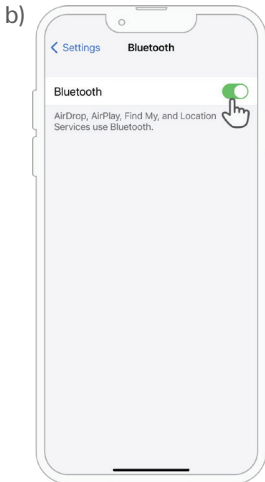 b)
Settings Bluetooth
Bluetooth
AirDrop, AirPlay, Find My, and Location
Services use Bluetooth.